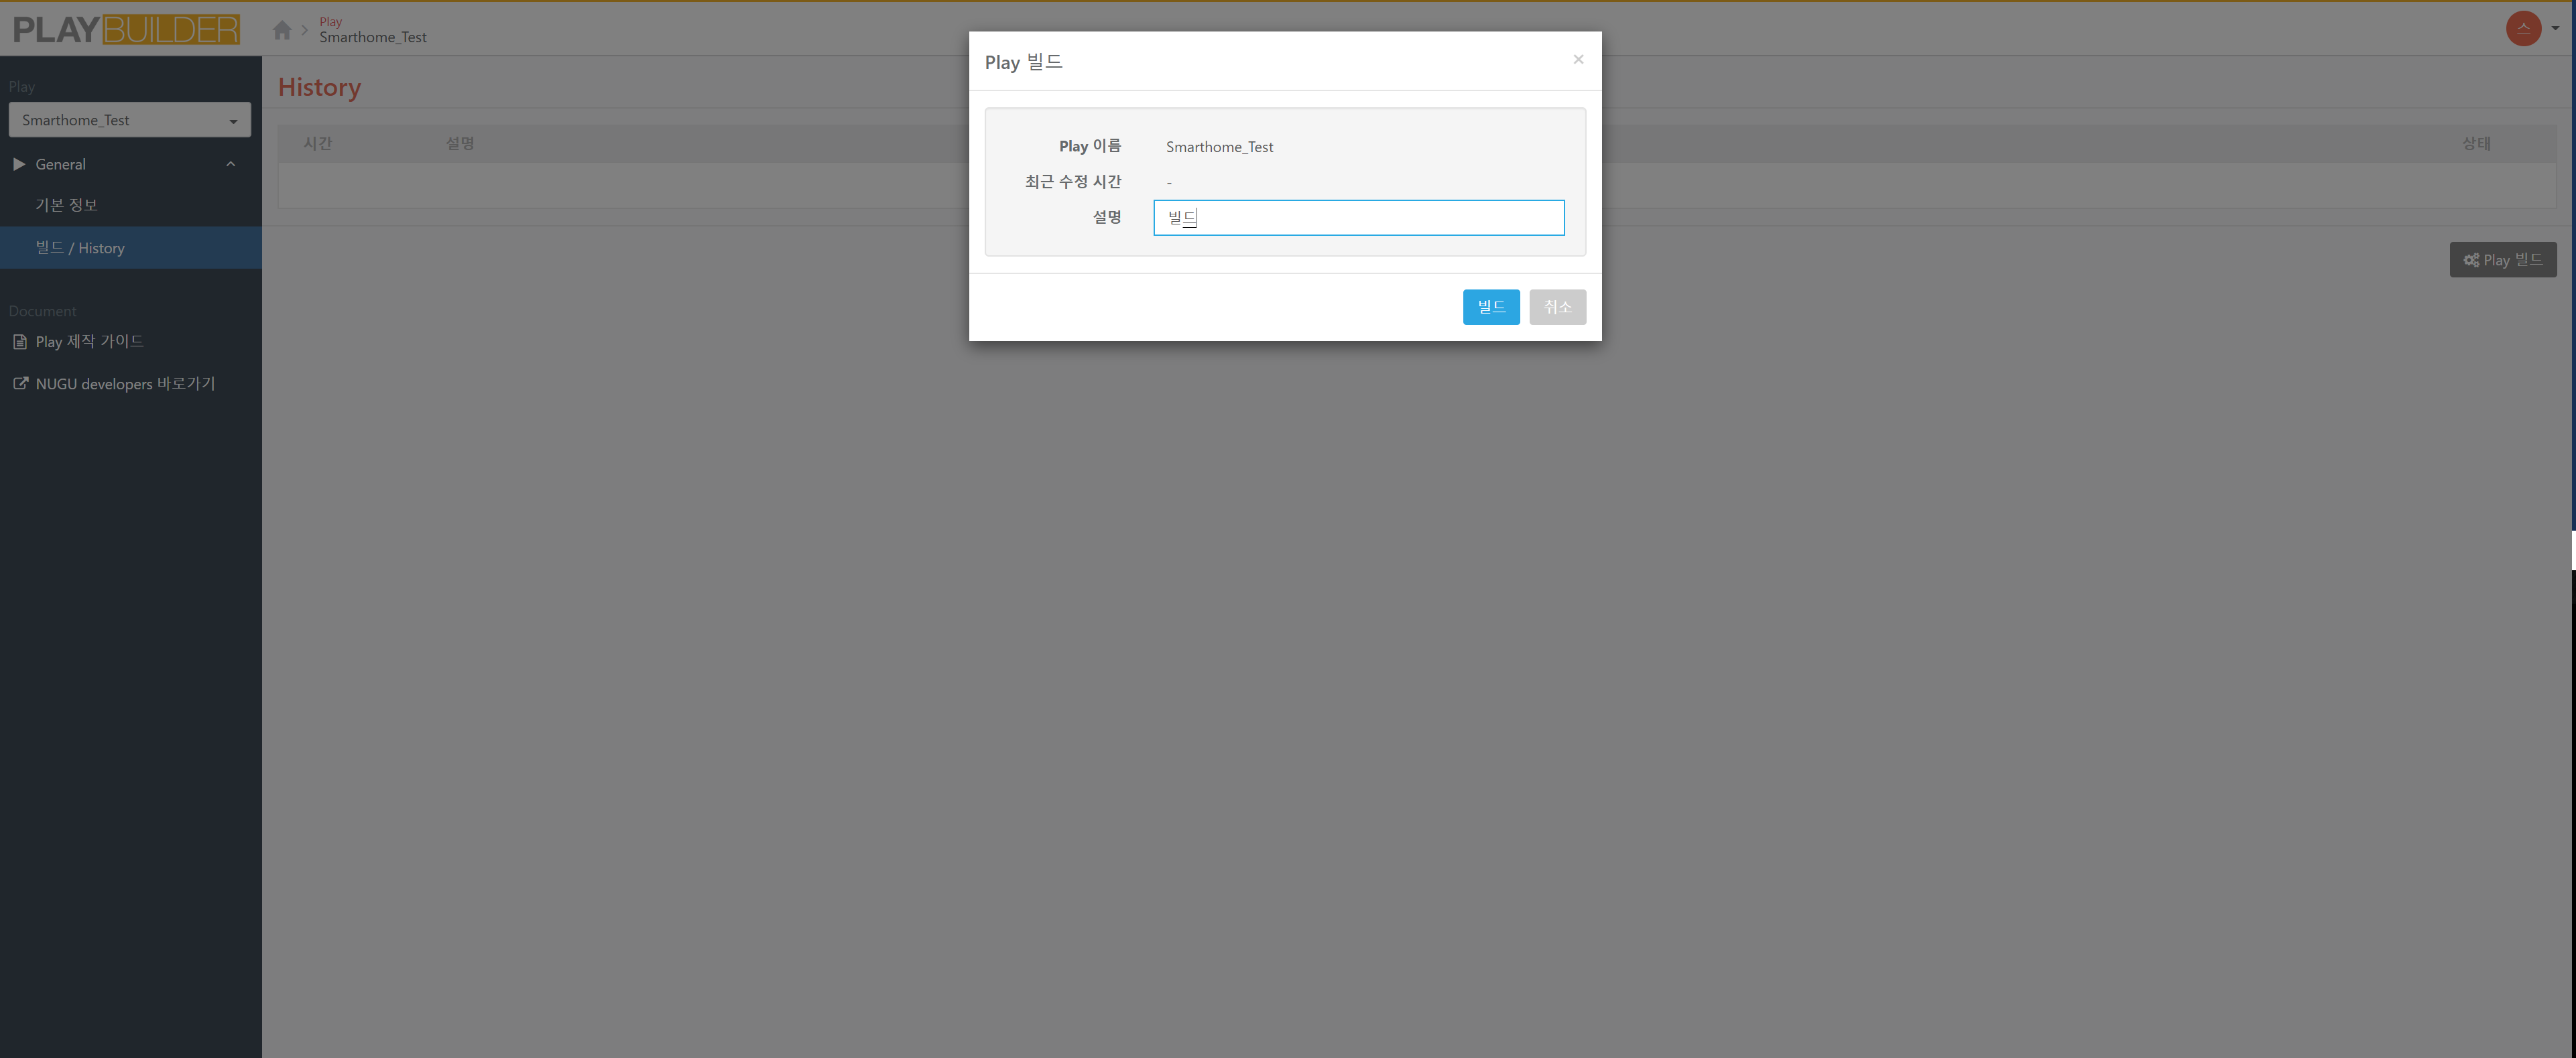 PLAYBUILDER
Play
Smarthome_Test
스
Play
Smarthome_Test
General
기본 정보
빌드 / History
Document
Play 제작 가이드
NUGU developers 바로가기
History
시간 설명 상태
Play 빌드
Play 빌드
×
Play 이름 Smarthome_Test
최근 수정 시간 -
설명 빌드
빌드 취소